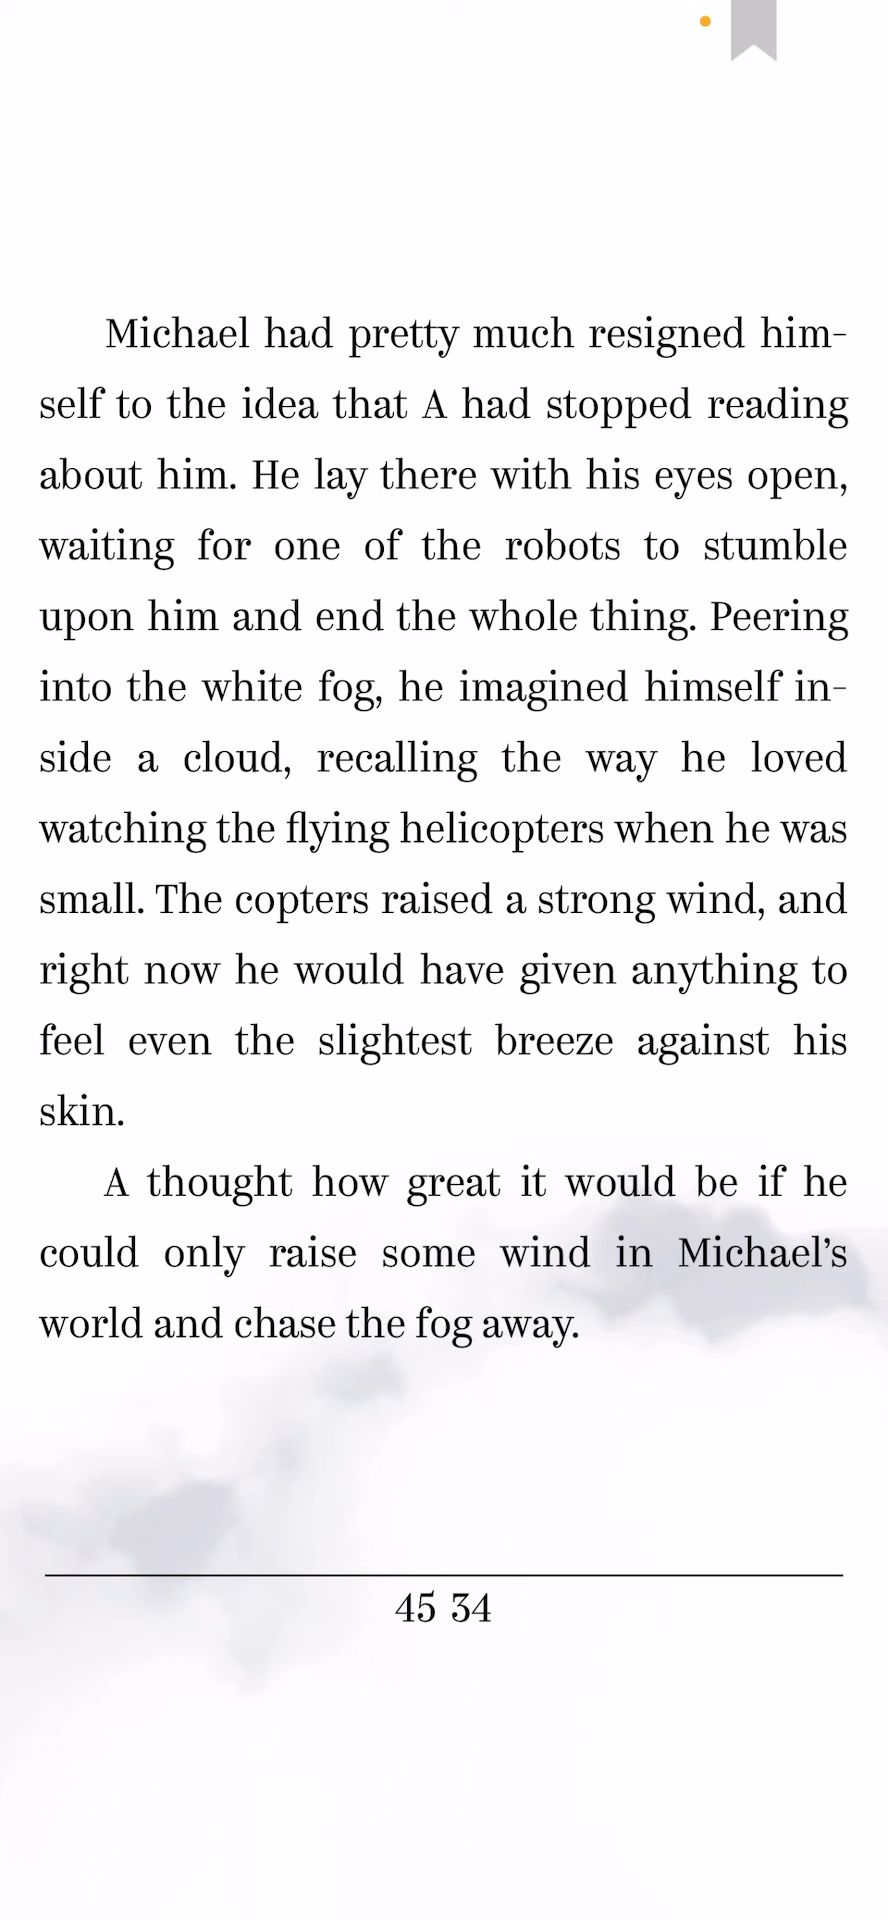 Michael had pretty much resigned him-
self to the idea that A had stopped reading
about him. He lay there with his eyes open,
waiting for one of the robots to stumble
upon him and end the whole thing. Peering
into the white fog, he imagined himself in-
side a cloud, recalling the way he loved
watching the flying helicopters when he was
small. The copters raised a strong wind, and
right now he would have given anything to
feel even the slightest breeze against his
skin.
A thought how great it would be if he
could only raise some wind in Michael’s
world and chase the fog away.
45 34